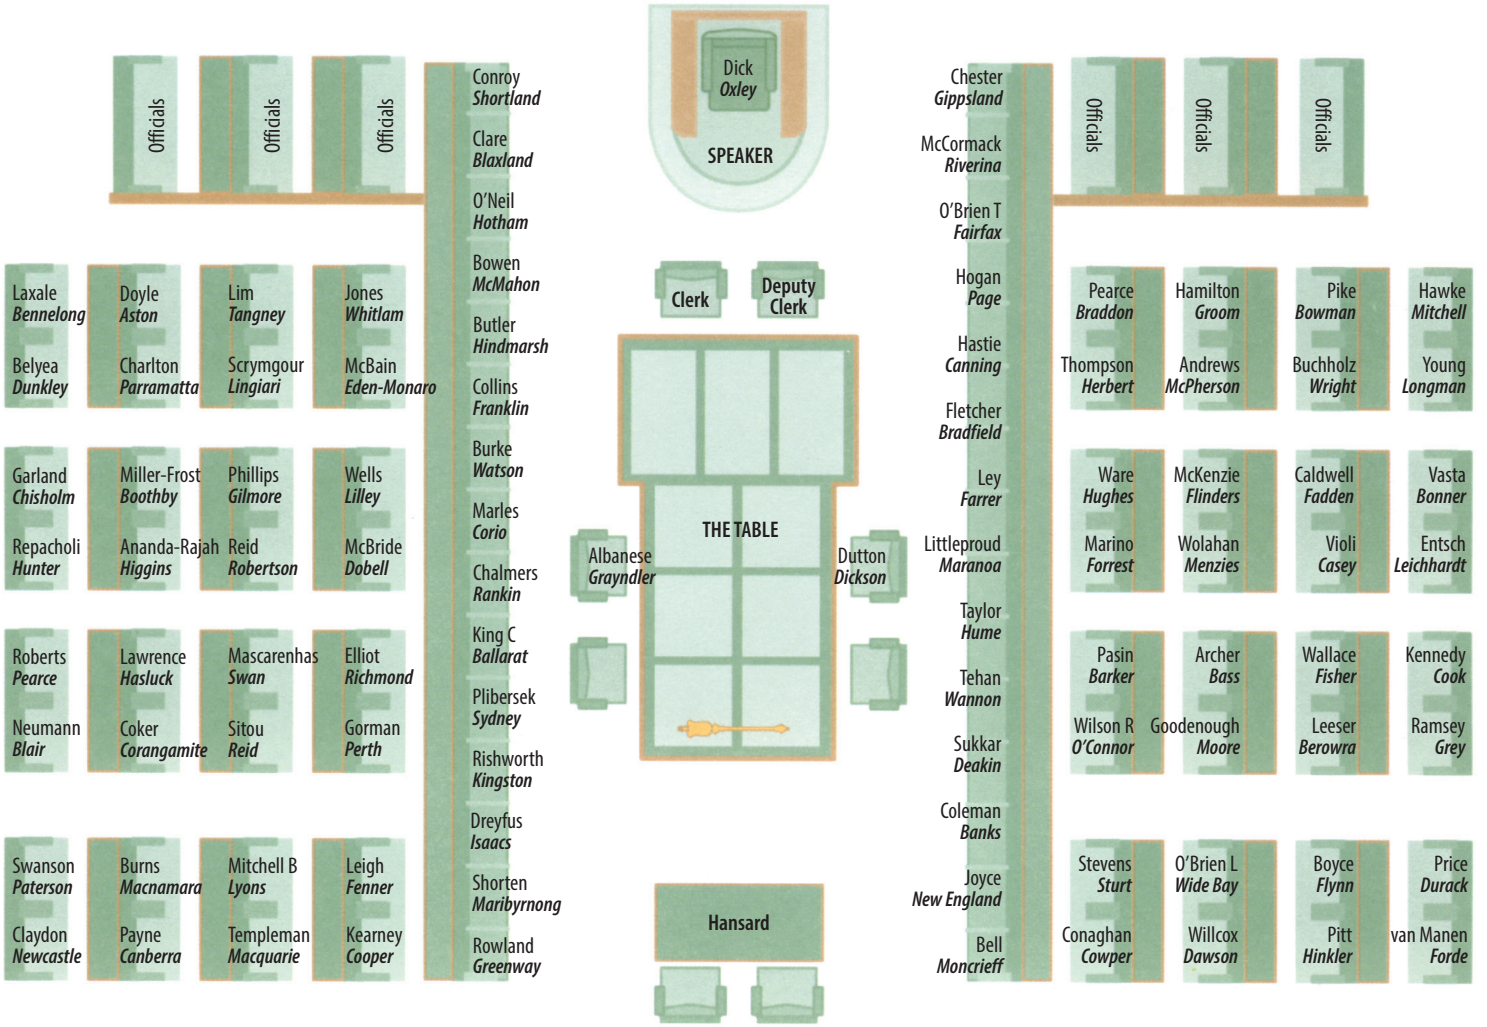 Dick
Oxley
SPEAKER
Officials
Officials
Officials
Officials
Officials
Officials
Laxale
Bennelong
Belyea
Dunkley
Doyle
Aston
Charlton
Parramatta
Lim
Tangney
Scrymgour
Lingiari
Jones
Whitlam
McBain
Eden-Monaro
Garland
Chisholm
Repacholi
Hunter
Miller-Frost
Boothby
Ananda-Rajah
Higgins
Phillips
Gilmore
Reid
Robertson
Wells
Lilley
McBride
Dobell
Roberts
Pearce
Neumann
Blair
Lawrence
Hasluck
Coker
Corangamite
Mascarenhas
Swan
Sitou
Reid
Elliot
Richmond
Gorman
Perth
Swanson
Paterson
Claydon
Newcastle
Burns
Macnamara
Payne
Canberra
Mitchell B
Lyons
Templeman
Macquarie
Leigh
Fenner
Kearney
Cooper
Conroy
Shortland
Clare
Blaxland
O'Neil
Hotham
Bowen
McMahon
Butler
Hindmarsh
Collins
Franklin
Burke
Watson
Marles
Corio
Chalmers
Rankin
King C
Ballarat
Plibersek
Sydney
Rishworth
Kingston
Dreyfus
Isaacs
Shorten
Maribyrnong
Rowland
Greenway
Clerk
Deputy
Clerk
THE TABLE
Albanese
Grayndler
Dutton
Dickson
Hansard
Chester
Gippsland
McCormack
Riverina
O'Brien T
Fairfax
Hogan
Page
Hastie
Canning
Fletcher
Bradfield
Ley
Farrer
Littleproud
Maranoa
Taylor
Hume
Tehan
Wannon
Sukkar
Deakin
Coleman
Banks
Joyce
New England
Bell
Moncrieff
Pearce
Braddon
Thompson
Herbert
Hamilton
Groom
Andrews
McPherson
Pike
Bowman
Buchholz
Wright
Hawke
Mitchell
Young
Longman
Ware
Hughes
Marino
Forrest
McKenzie
Flinders
Wolahan
Menzies
Caldwell
Fadden
Violi
Casey
Vasta
Bonner
Entsch
Leichhardt
Pasin
Barker
Wilson R
O'Connor
Archer
Bass
Goodenough
Moore
Wallace
Fisher
Leeser
Berowra
Kennedy
Cook
Ramsey
Grey
Stevens
Sturt
Conaghan
Cowper
O'Brien L
Wide Bay
Willcox
Dawson
Boyce
Flynn
Pitt
Hinkler
Price
Durack
van Manen
Forde